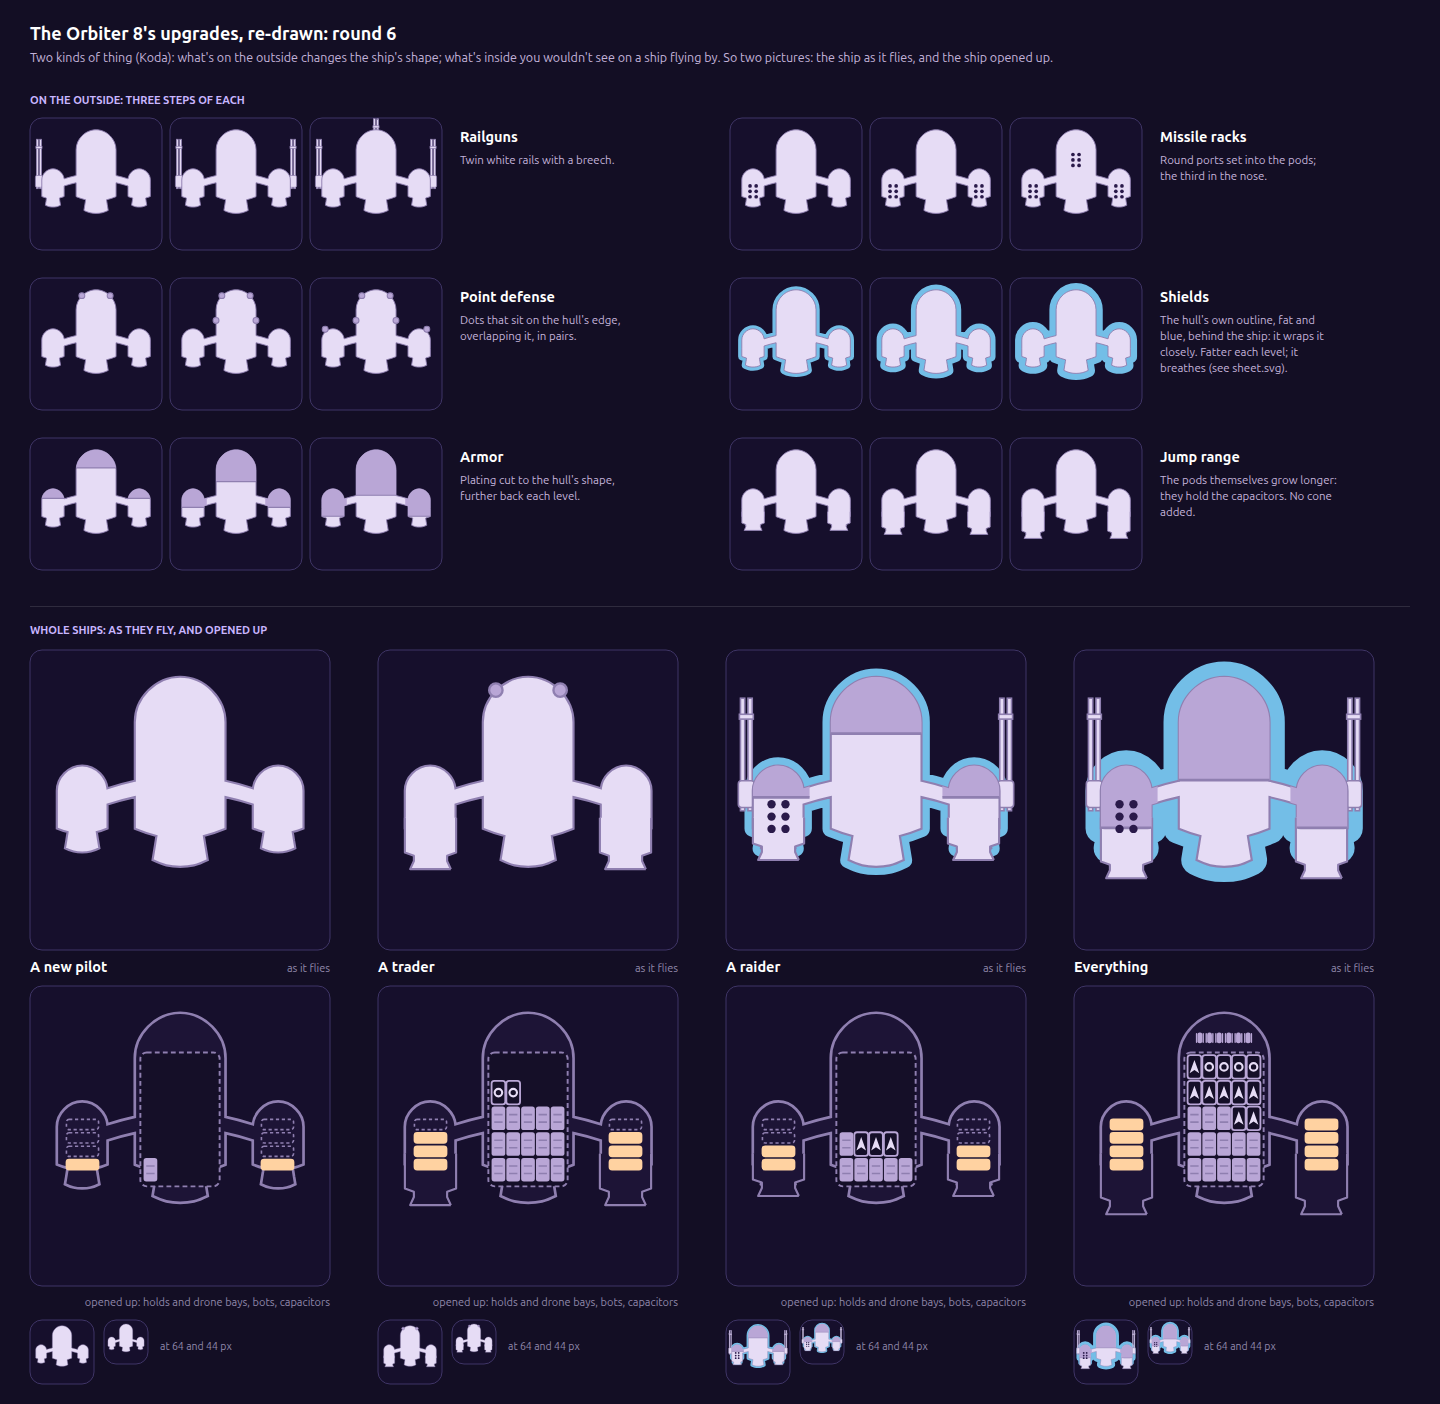 The Orbiter 8's upgrades, re-drawn: round 6
Two kinds of thing (Koda): what's on the outside changes the ship's shape; what's inside you wouldn't see on a ship flying by. So two pictures: the ship as it flies, and the ship opened up.
ON THE OUTSIDE: THREE STEPS OF EACH
Railguns
Twin white rails with a breech.
Missile racks
Round ports set into the pods;
the third in the nose.
Point defense
Dots that sit on the hull's edge,
overlapping it, in pairs.
Shields
The hull's own outline, fat and
blue, behind the ship: it wraps it
closely. Fatter each level; it
breathes (see sheet.svg).
Armor
Plating cut to the hull's shape,
further back each level.
Jump range
The pods themselves grow longer:
they hold the capacitors. No cone
added.
WHOLE SHIPS: AS THEY FLY, AND OPENED UP
A new pilot
as it flies
A trader
as it flies
A raider
as it flies
Everything
as it flies
opened up: holds and drone bays, bots, capacitors
opened up: holds and drone bays, bots, capacitors
opened up: holds and drone bays, bots, capacitors
opened up: holds and drone bays, bots, capacitors
at 64 and 44 px
at 64 and 44 px
at 64 and 44 px
at 64 and 44 px